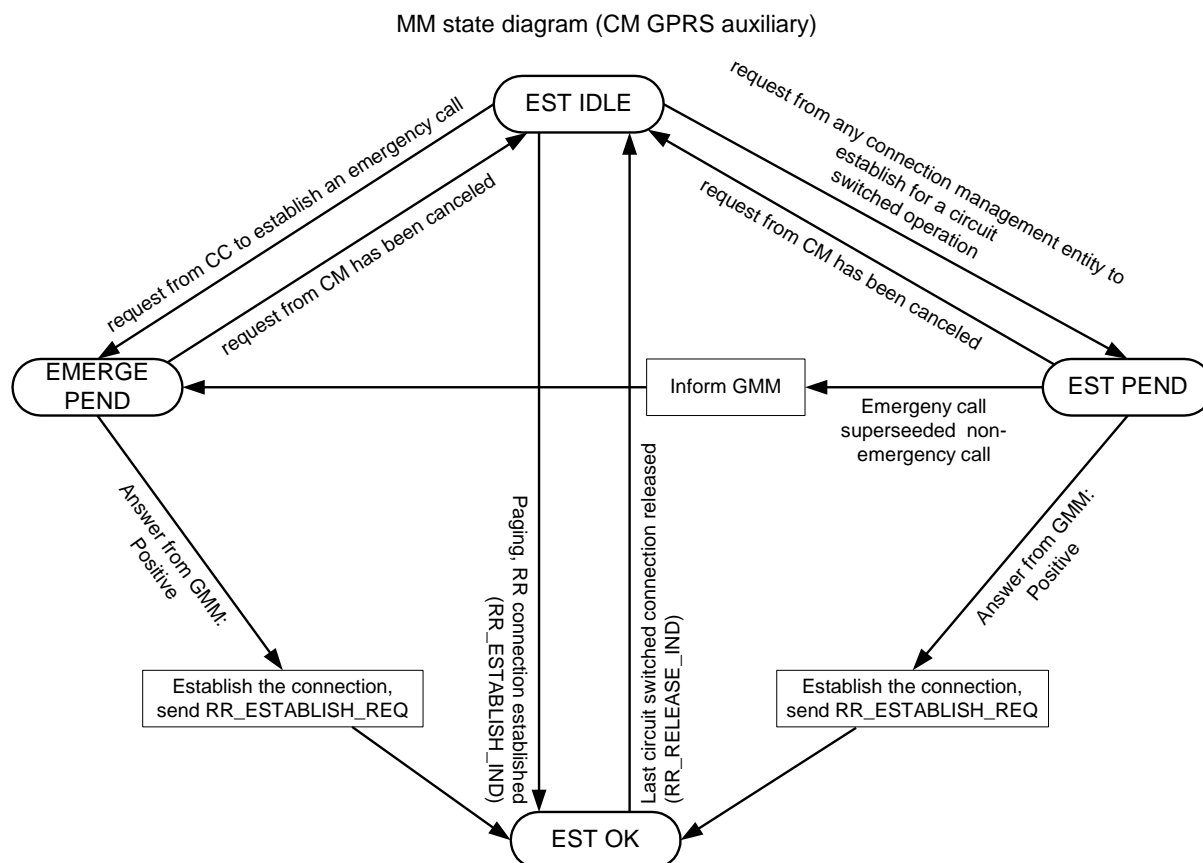 MM state diagram (CM GPRS auxiliary)
EST IDLE
request from CC to establish an emergency call
request from CM has been canceled
request from any connection management entity to
establish for a circuit
switched operation
request from CM has been canceled
EMERGE
PEND
Inform GMM
EST PEND
Emergeny call
superseeded non-
emergency call
Answer from GMM:
Positive
Paging, RR connection established
(RR_ESTABLISH_IND)
Last circuit switched connection released
(RR_RELEASE_IND)
Answer from GMM:
Positive
Establish the connection,
send RR_ESTABLISH_REQ
Establish the connection,
send RR_ESTABLISH_REQ
EST OK